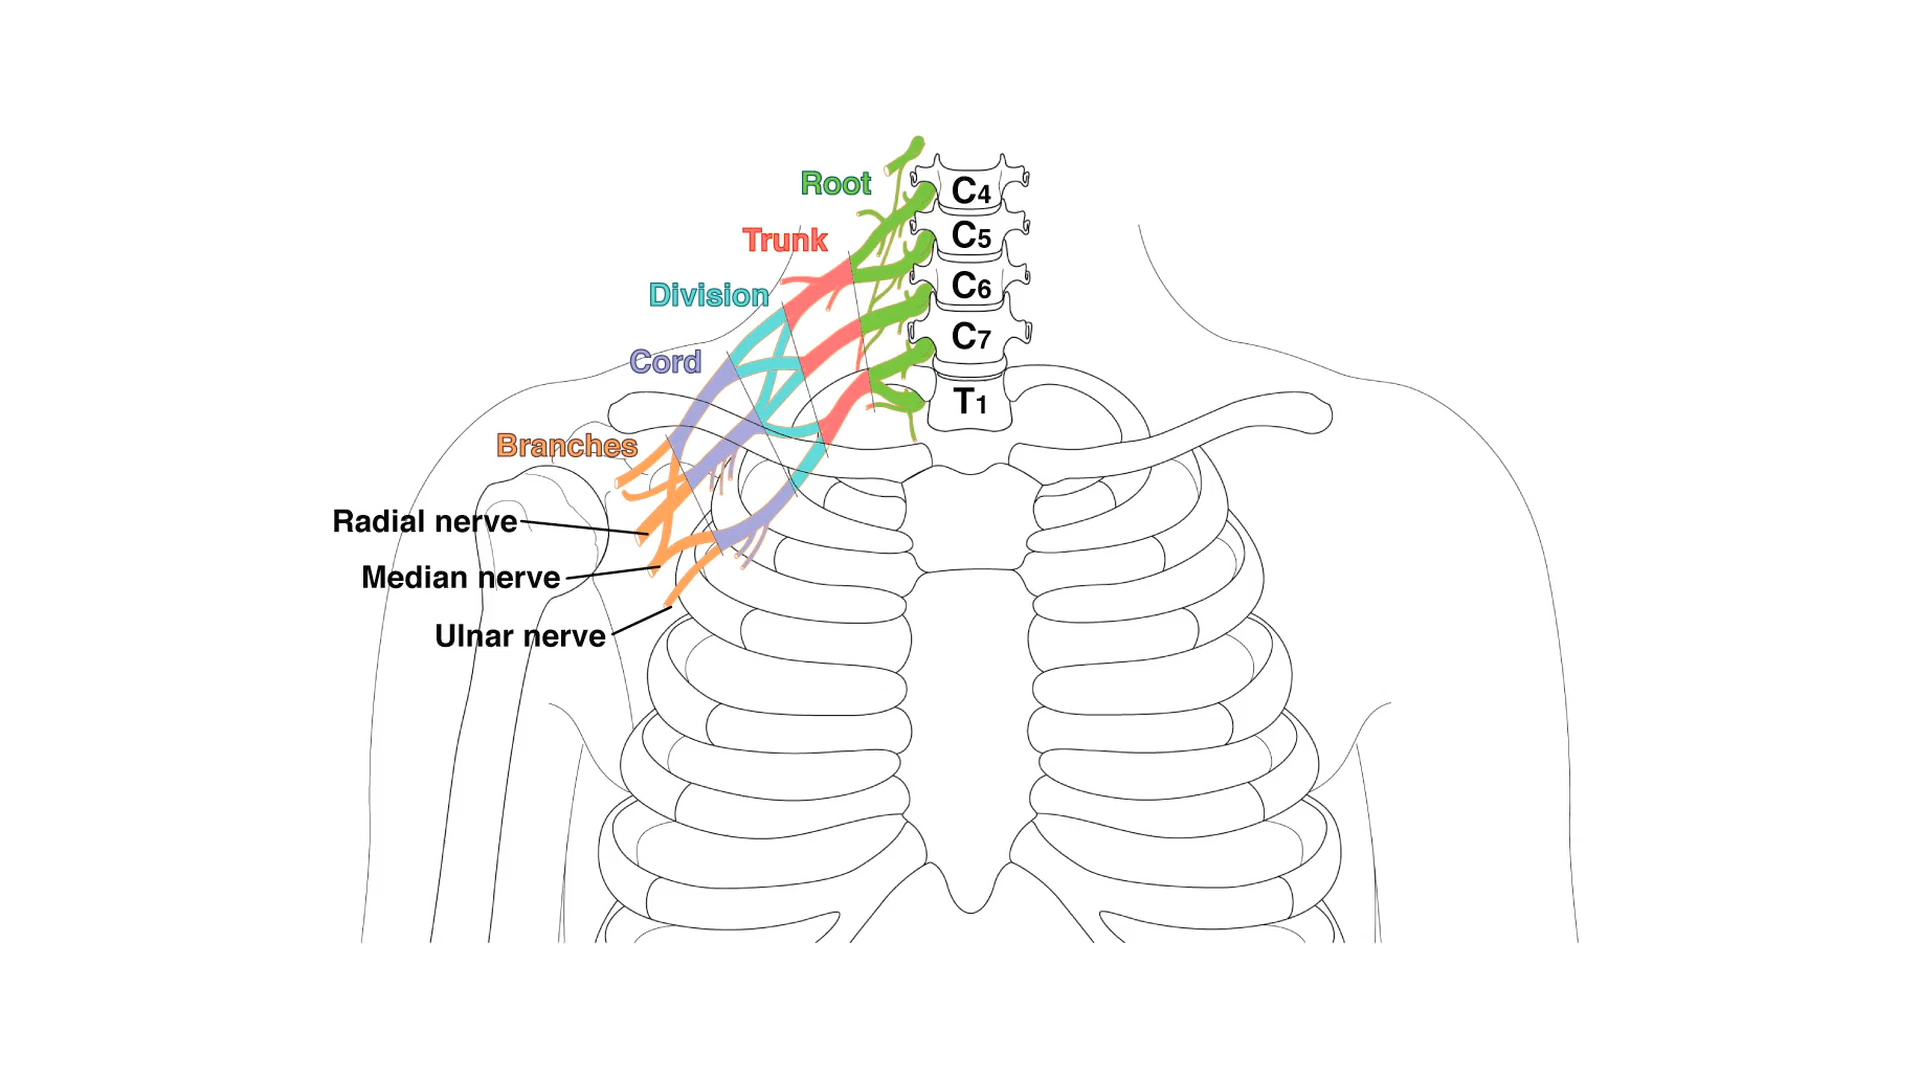 Root
C4
Trunk
C5
Division
C6
C7
Cord
T1
Branches
Radial nerve
Median nerve
Ulnar nerve